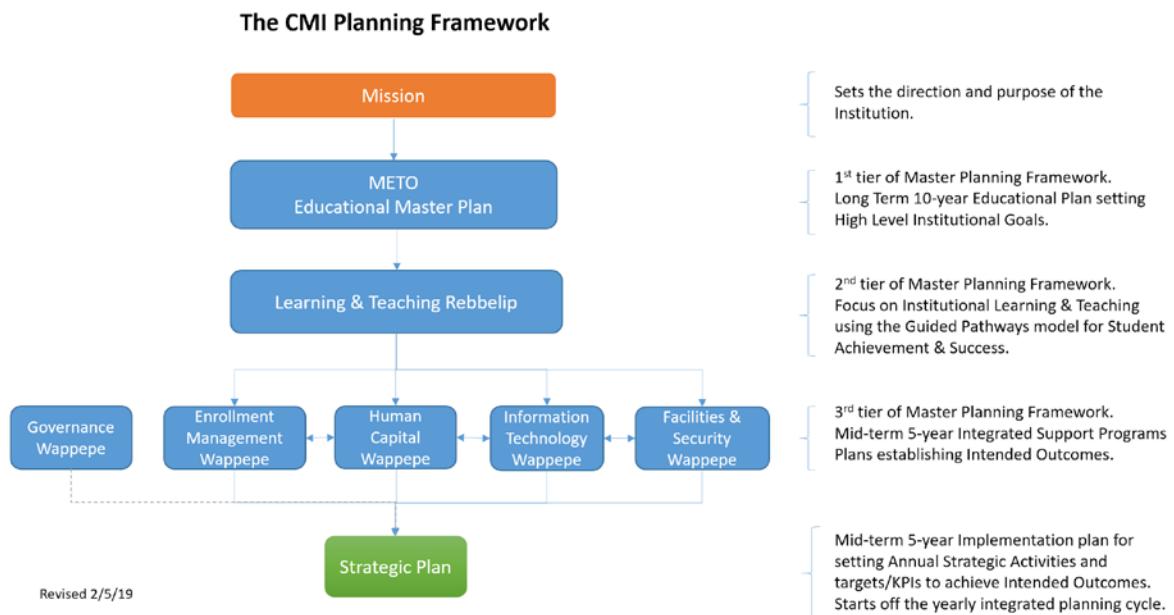 The CMI Planning Framework
Mission
Sets the direction and purpose of the
Institution.
METO
Educational Master Plan
1st tier of Master Planning Framework.
Long Term 10-year Educational Plan setting
High Level Institutional Goals.
Learning & Teaching Rebbelip
2nd tier of Master Planning Framework.
Focus on Institutional Learning & Teaching
using the Guided Pathways model for Student
Achievement & Success.
Governance
Wappepe
Enrollment
Management
Wappepe
Human
Capital
Wappepe
Information
Technology
Wappepe
Facilities &
Security
Wappepe
3rd tier of Master Planning Framework.
Mid-term 5-year Integrated Support Programs
Plans establishing Intended Outcomes.
Strategic Plan
Mid-term 5-year Implementation plan for
setting Annual Strategic Activities and
targets/KPIs to achieve Intended Outcomes.
Starts off the yearly integrated planning cycle.
Revised 2/5/19